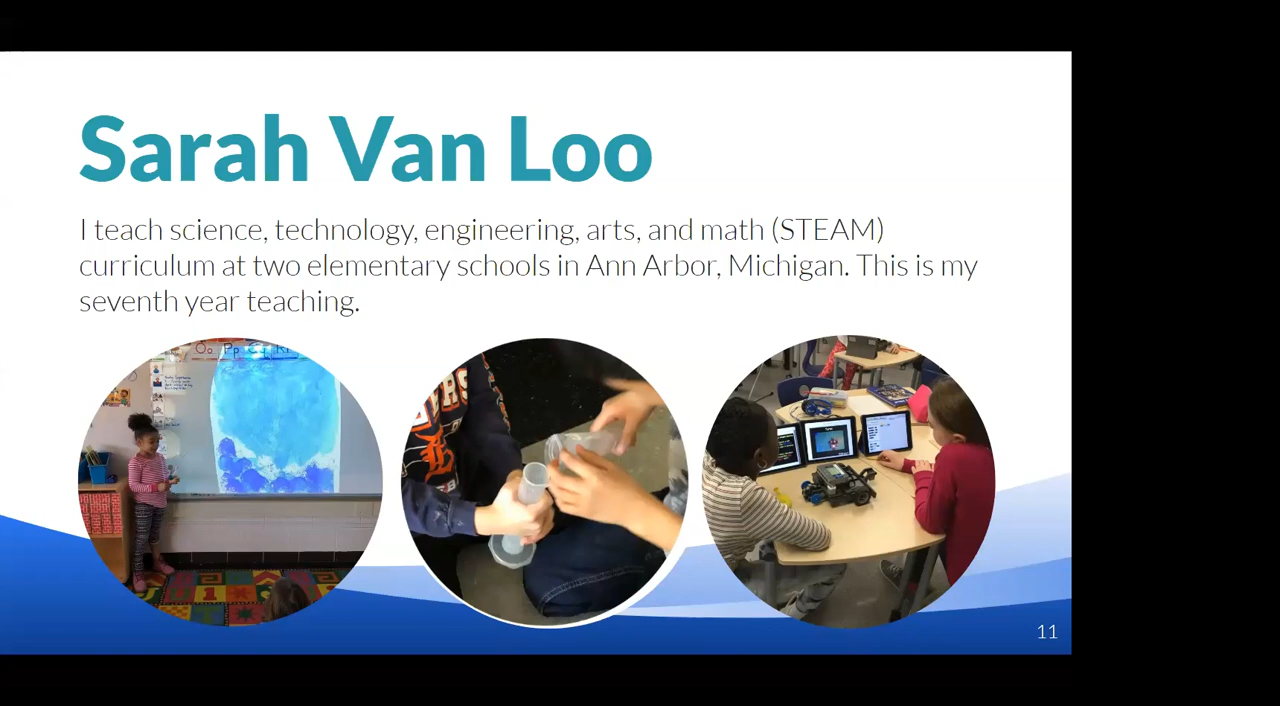 Sarah Van Loo
I teach science, technology, engineering, arts, and math (STEAM)
curriculum at two elementary schools in Ann Arbor, Michigan. This is my
seventh year teaching.
Pp
11